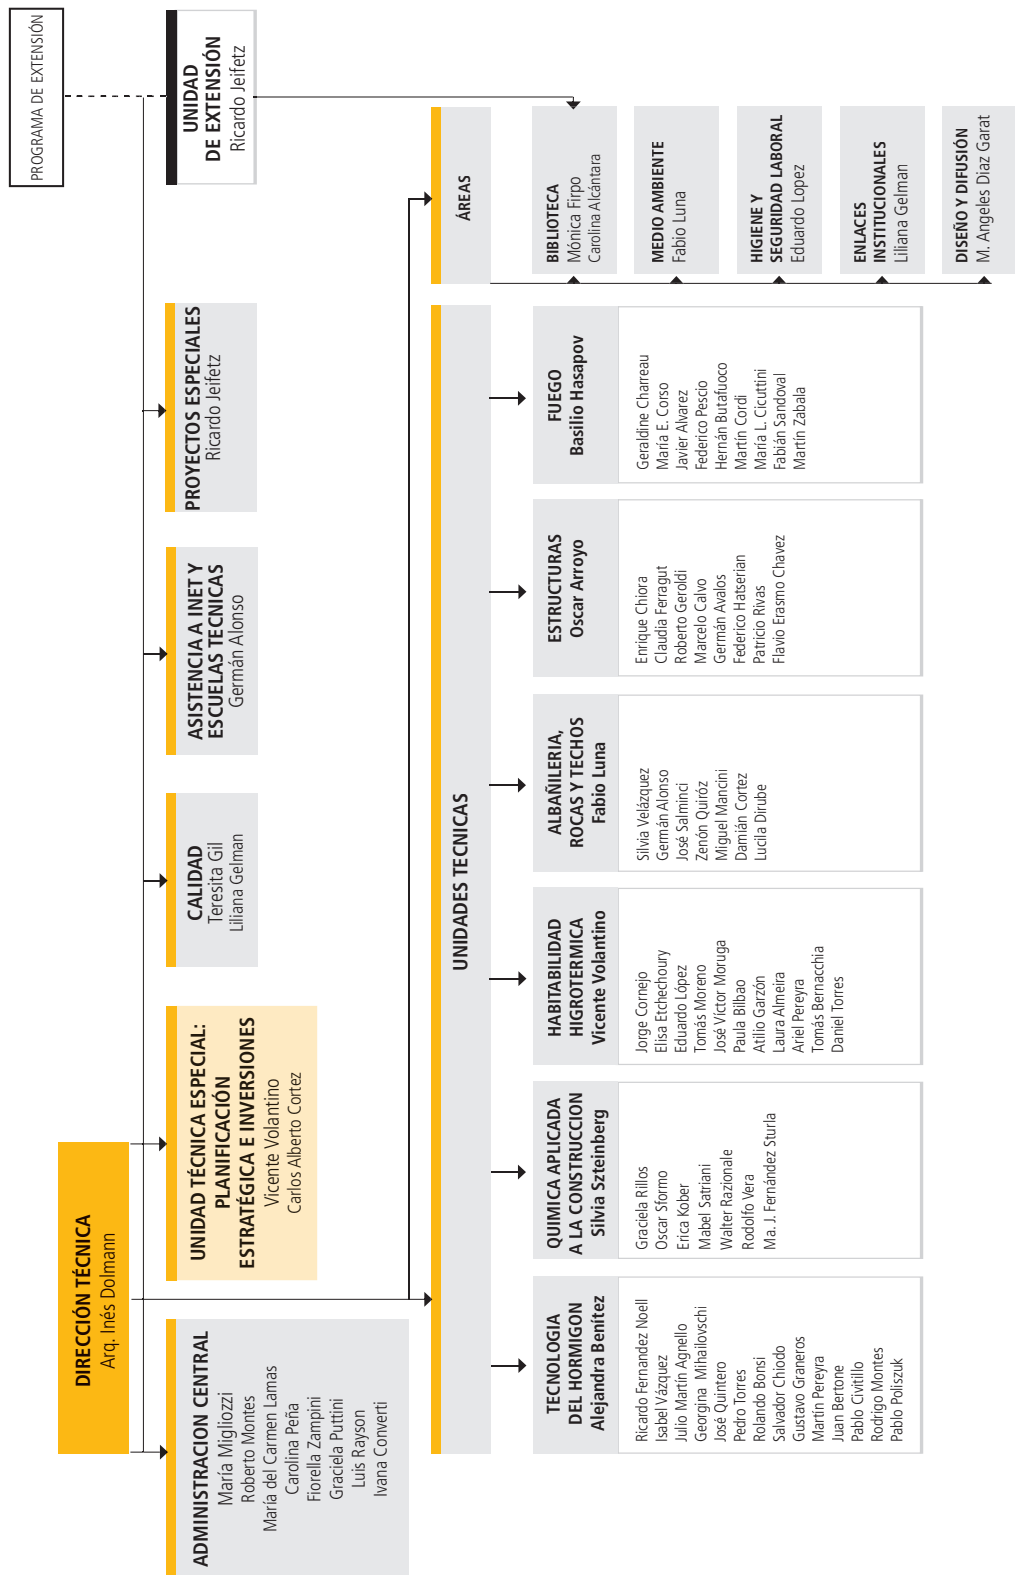 DIRECCIÓN TÉCNICA
Arq. Inés Dolmann
PROGRAMA DE EXTENSIÓN
ADMINISTRACION CENTRAL
María Migliozzi
Roberto Montes
María del Carmen Lamas
Carolina Peña
Fiorella Zampini
Graciela Puttini
Luis Rayson
Ivana Converti
UNIDAD TÉCNICA ESPECIAL:
PLANIFICACIÓN
ESTRATÉGICA E INVERSIONES
Vicente Volantino
Carlos Alberto Cortez
CALIDAD
Teresita Gil
Liliana Gelman
ASISTENCIA A INET Y
ESCUELAS TECNICAS
Germán Alonso
PROYECTOS ESPECIALES
Ricardo Jeifetz
UNIDAD
DE EXTENSIÓN
Ricardo Jeifetz
UNIDADES TECNICAS
TECNOLOGIA
DEL HORMIGON
Alejandra Benítez
Ricardo Fernandez Noell
Isabel Vázquez
Julio Martín Agnello
Georgina Mihailovschi
José Quintero
Pedro Torres
Rolando Bonsi
Salvador Chiodo
Gustavo Graneros
Martín Pereyra
Juan Bertone
Pablo Civitillo
Rodrigo Montes
Pablo Poliszuk
QUIMICA APLICADA
A LA CONSTRUCCION
Silvia Szteinberg
Graciela Rillos
Oscar Sformo
Erica Kober
Mabel Satriani
Walter Razionale
Rodolfo Vera
Ma. J. Fernández Sturla
HABITABILIDAD
HIGROTERMICA
Vicente Volantino
Jorge Cornejo
Elisa Etchechoury
Eduardo López
Tomás Moreno
José Víctor Moruga
Paula Bilbao
Atilio Garzón
Laura Almeira
Ariel Pereyra
Tomás Bernacchia
Daniel Torres
ALBAÑILERIA,
ROCAS Y TECHOS
Fabio Luna
Silvia Velázquez
Germán Alonso
José Salminci
Zenón Quiróz
Miguel Mancini
Damián Cortez
Lucila Dirube
ESTRUCTURAS
Oscar Arroyo
Enrique Chiora
Claudia Ferragut
Roberto Geroldi
Marcelo Calvo
Germán Avalos
Federico Hatserian
Patricio Rivas
Flavio Erasmo Chavez
FUEGO
Basilio Hasapov
Geraldine Charreau
María E. Corso
Javier Alvarez
Federico Pescio
Hernán Butafuoco
Martín Cordi
María L. Cicuttini
Fabián Sandoval
Martín Zabala
ÁREAS
BIBLIOTECA
Mónica Firpo
Carolina Alcántara
MEDIO AMBIENTE
Fabio Luna
HIGIENE Y
SEGURIDAD LABORAL
Eduardo Lopez
ENLACES
INSTITUCIONALES
Liliana Gelman
DISEÑO Y DIFUSIÓN
M. Angeles Diaz Garat